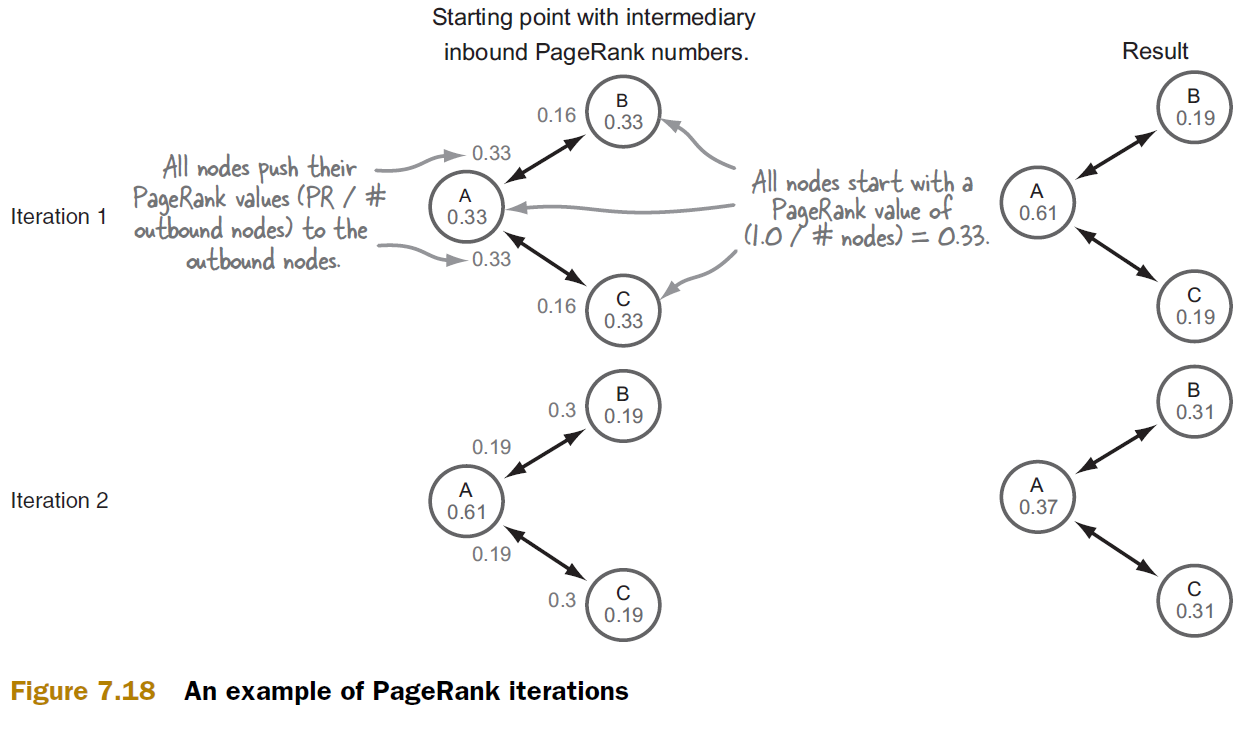 Starting point with intermediary
inbound PageRank numbers.
Result
Iteration 1
All nodes push their
PageRank values (PR / #
outbound nodes) to the
outbound nodes.
0.16
B
0.33
0.33
A
0.33
0.33
0.16
C
0.33
All nodes start with a
PageRank value of
(1.0 / # nodes) = 0.33.
B
0.19
A
0.61
C
0.19
Iteration 2
0.3
B
0.19
0.19
A
0.61
0.19
0.3
C
0.19
B
0.31
A
0.37
C
0.31
Figure 7.18 An example of PageRank iterations